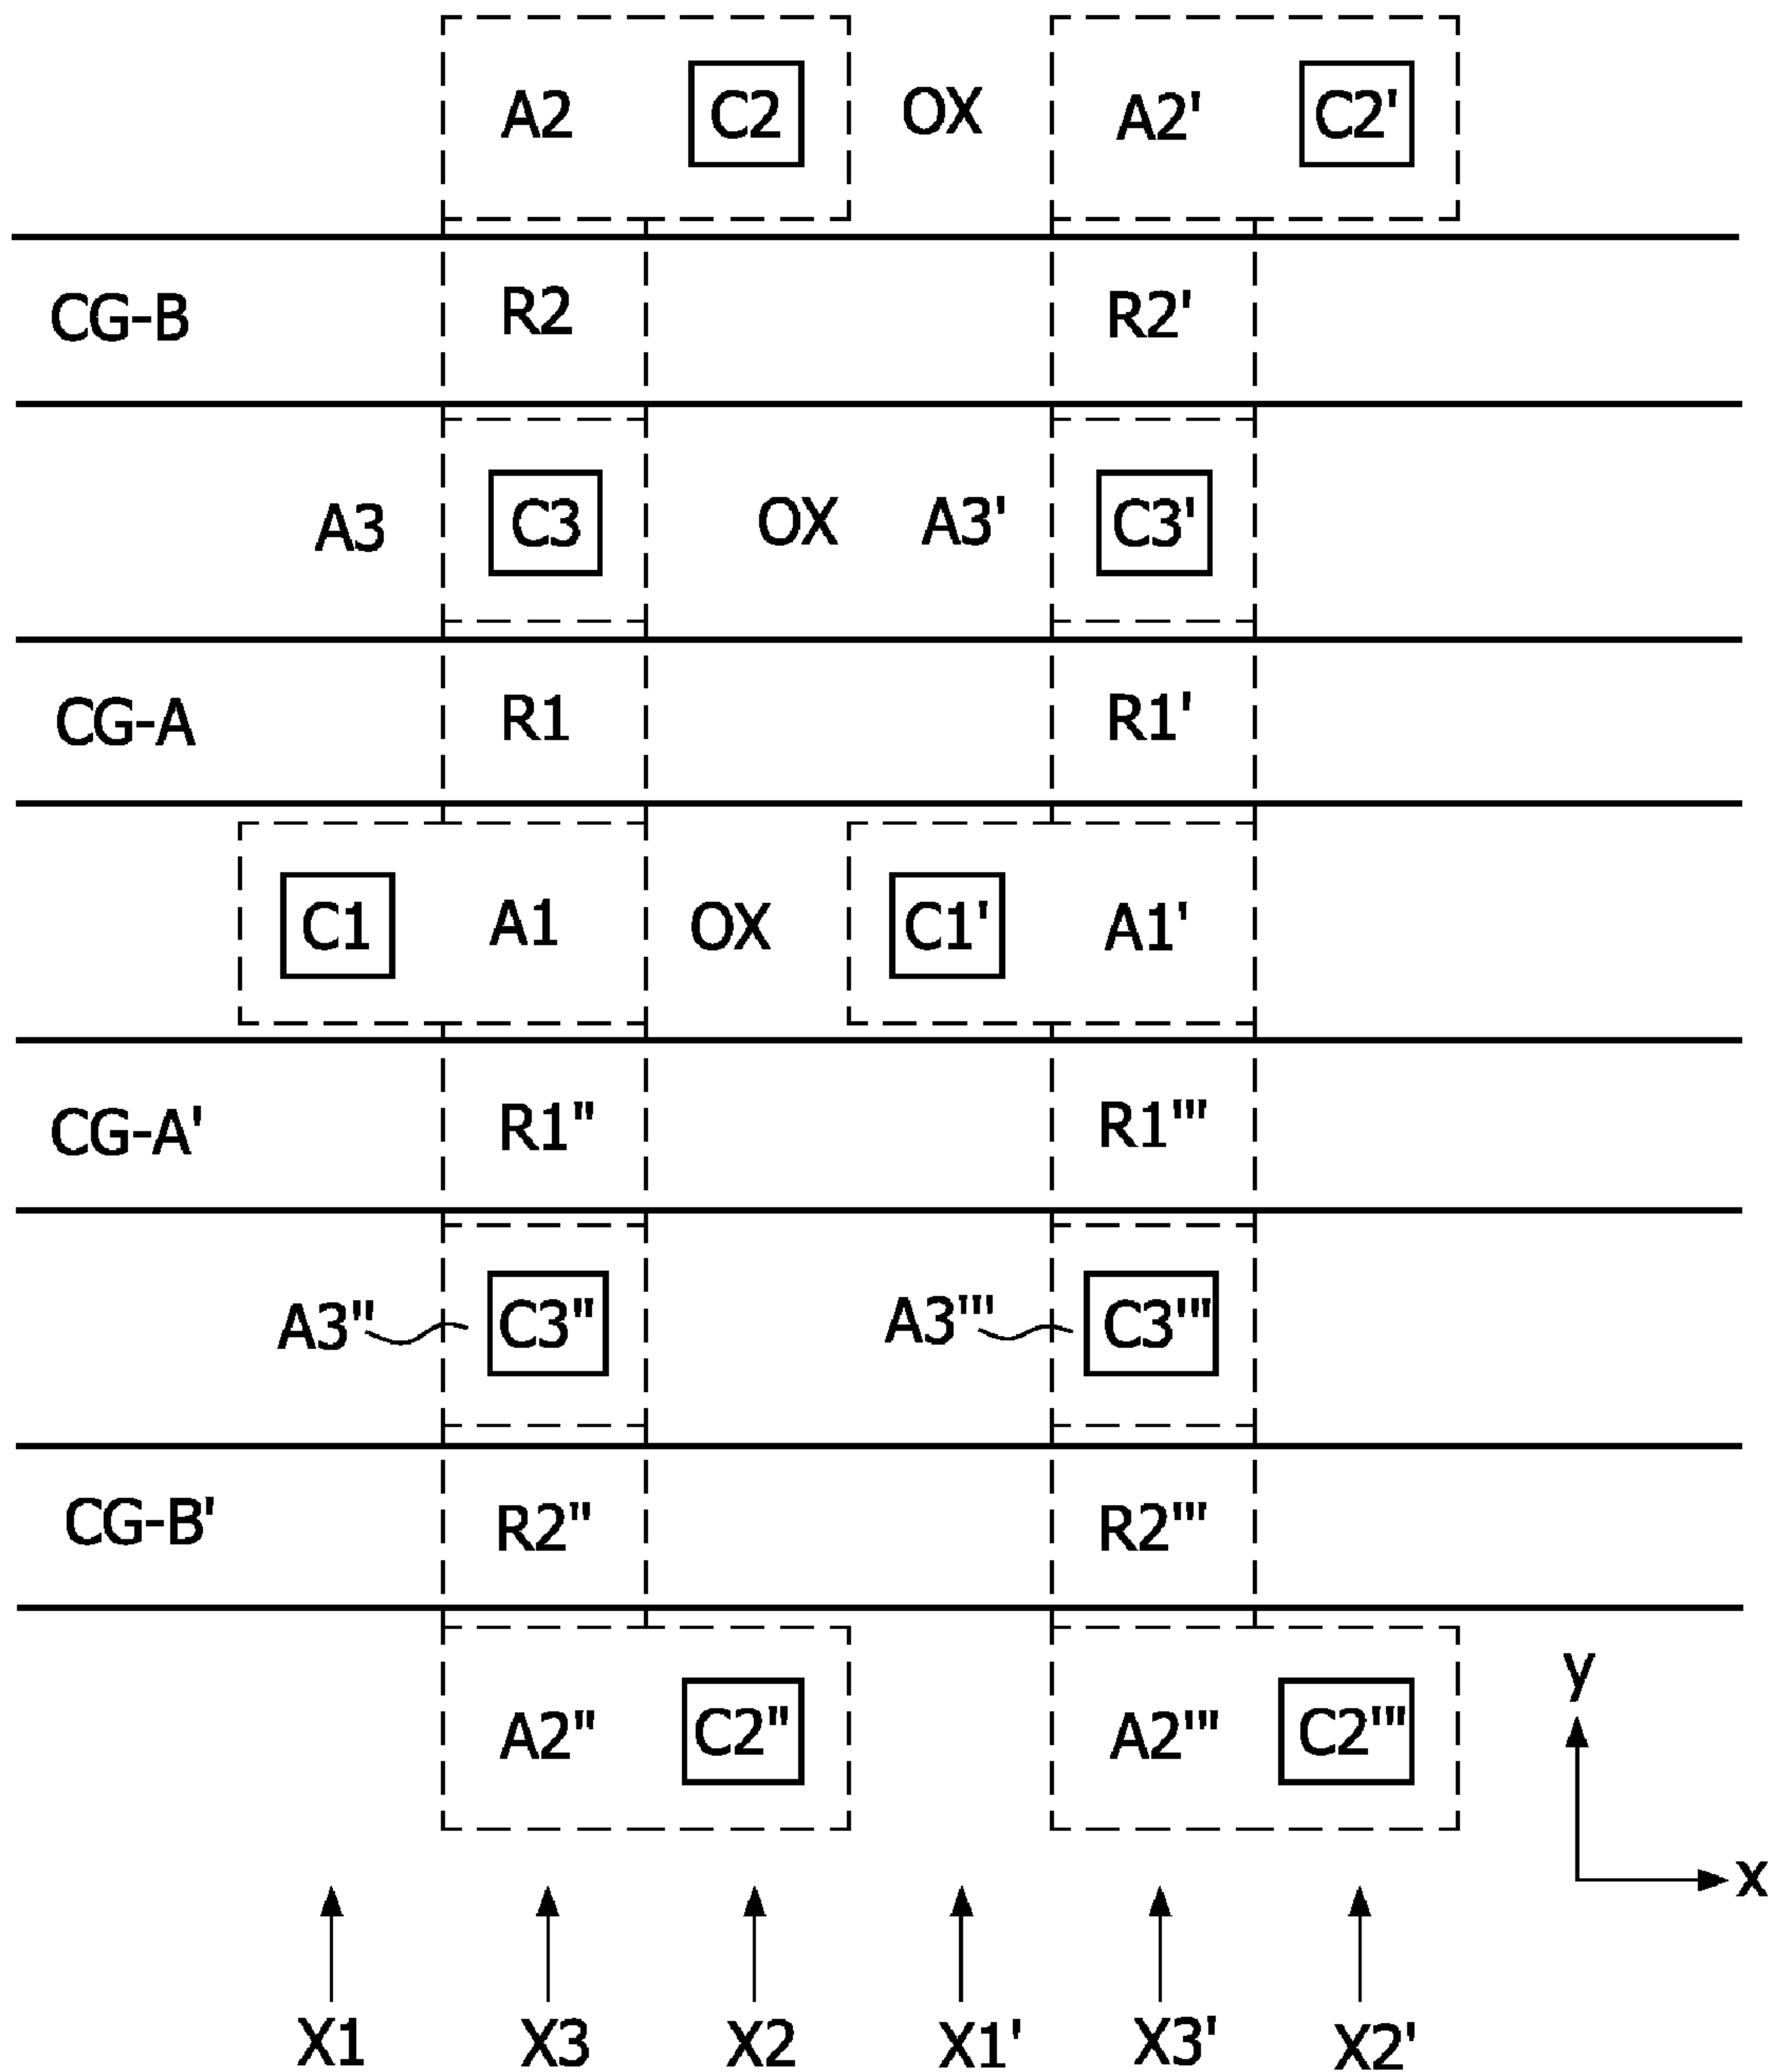 A2 C2 OX A2' C2'
CG-B R2 R2'
A3 C3 OX A3' C3'
CG-A R1 R1'
C1 A1 OX C1' A1'
CG-A' R1" R1'"
A3" C3" A3'" C3'"
CG-B' R2" R2'"
A2" C2" A2'" C2'"
y
x
X1 X3 X2 X1' X3' X2'